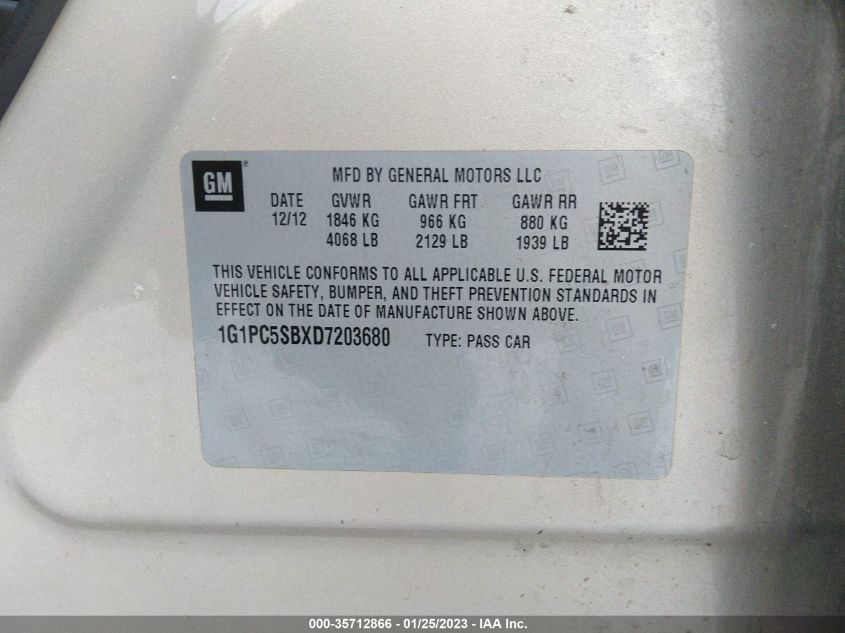 GM®
MFD BY GENERAL MOTORS LLC
DATE GVWR GAWR FRT GAWR RR
12/12 1846 KG 966 KG 880 KG
4068 LB 2129 LB 1939 LB
THIS VEHICLE CONFORMS TO ALL APPLICABLE U.S. FEDERAL MOTOR
VEHICLE SAFETY, BUMPER, AND THEFT PREVENTION STANDARDS IN
EFFECT ON THE DATE OF MANUFACTURE SHOWN ABOVE.
1G1PC5SBXD7203680 TYPE: PASS CAR
000-35712866 - 01/25/2023 - IAA Inc.